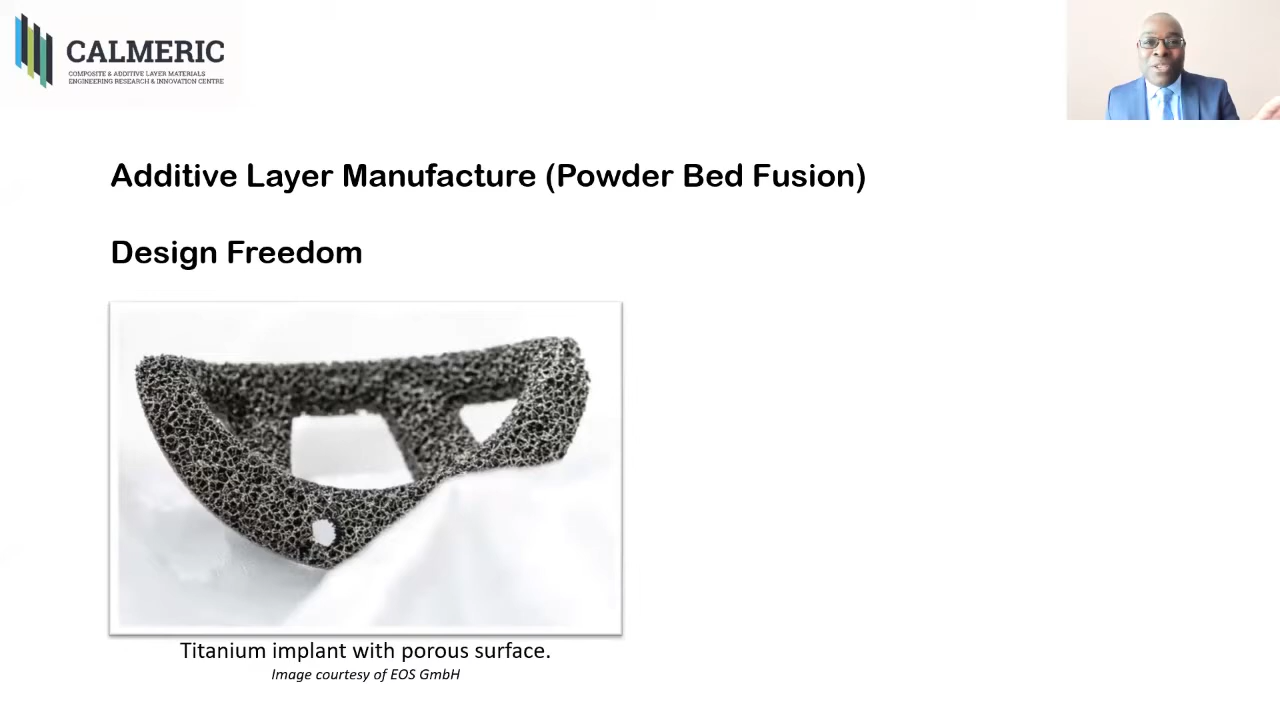 CALMERIC
COMPOSITE & ADDITIVE LAYER MATERIALS
ENGINEERING RESEARCH & INNOVATION CENTRE
Additive Layer Manufacture (Powder Bed Fusion)
Design Freedom
Titanium implant with porous surface.
Image courtesy of EOS GmbH